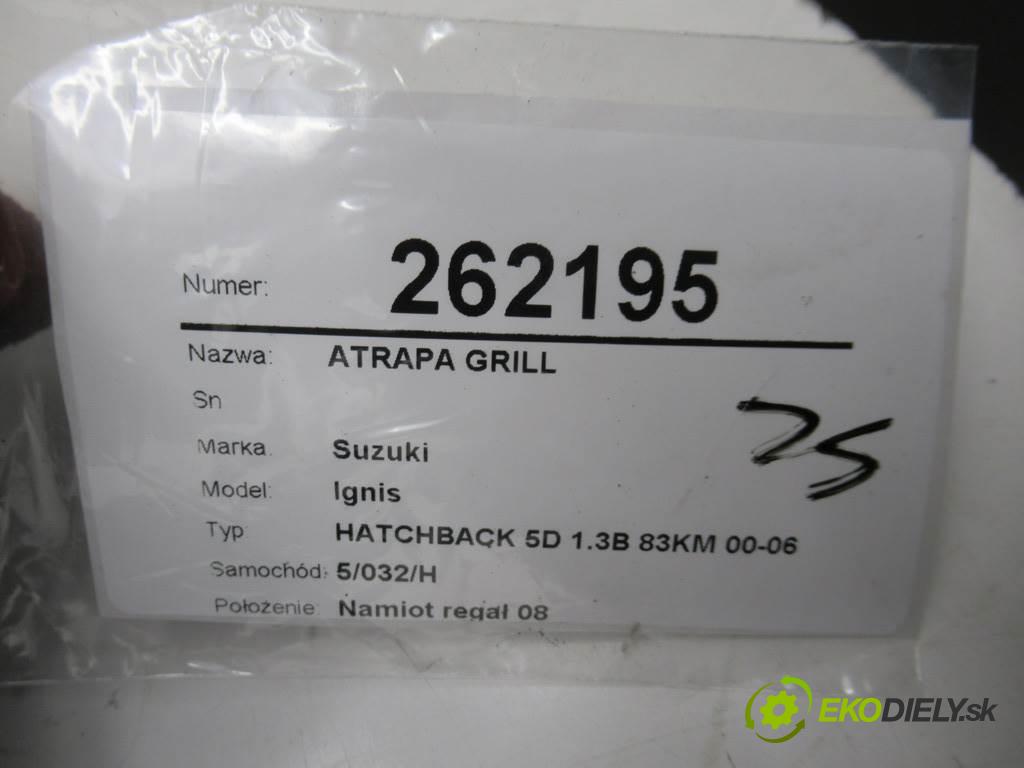 Numer: 262195
Nazwa: ATRAPA GRILL
Sn
Marka: Suzuki
25
Model: Ignis
Typ HATCHBACK 5D 1.3B 83KM 00-06
Samochód: 5/032/H
Położenie: Namiot regał 08
EKODIELY.sk